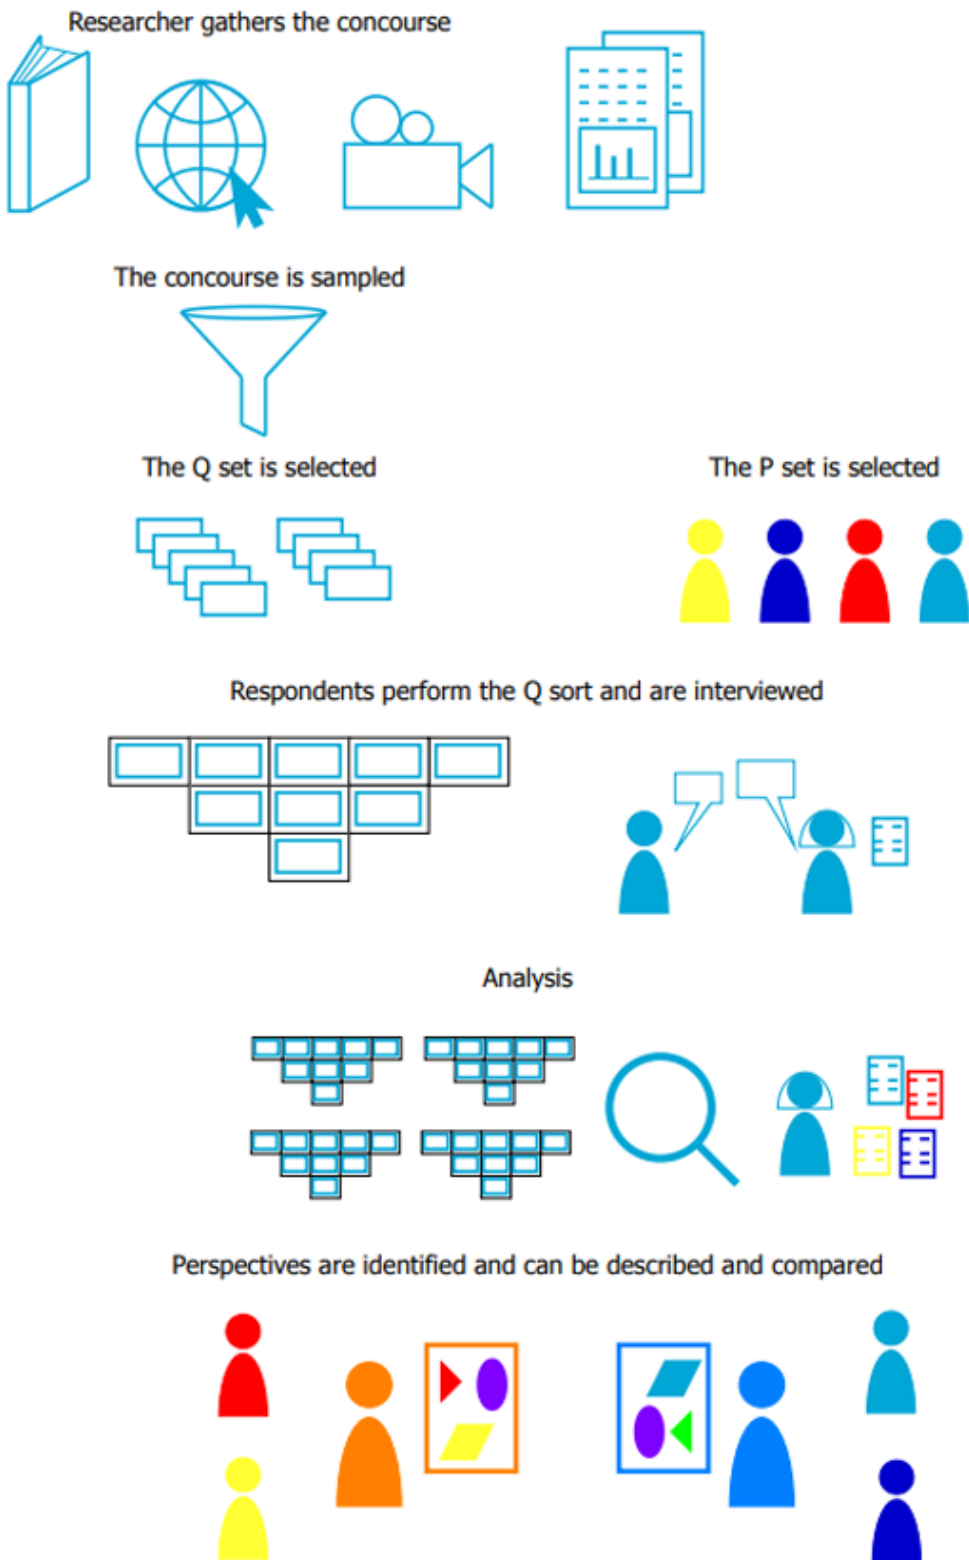 Researcher gathers the concourse
The concourse is sampled
The Q set is selected
The P set is selected
Respondents perform the Q sort and are interviewed
Analysis
Perspectives are identified and can be described and compared